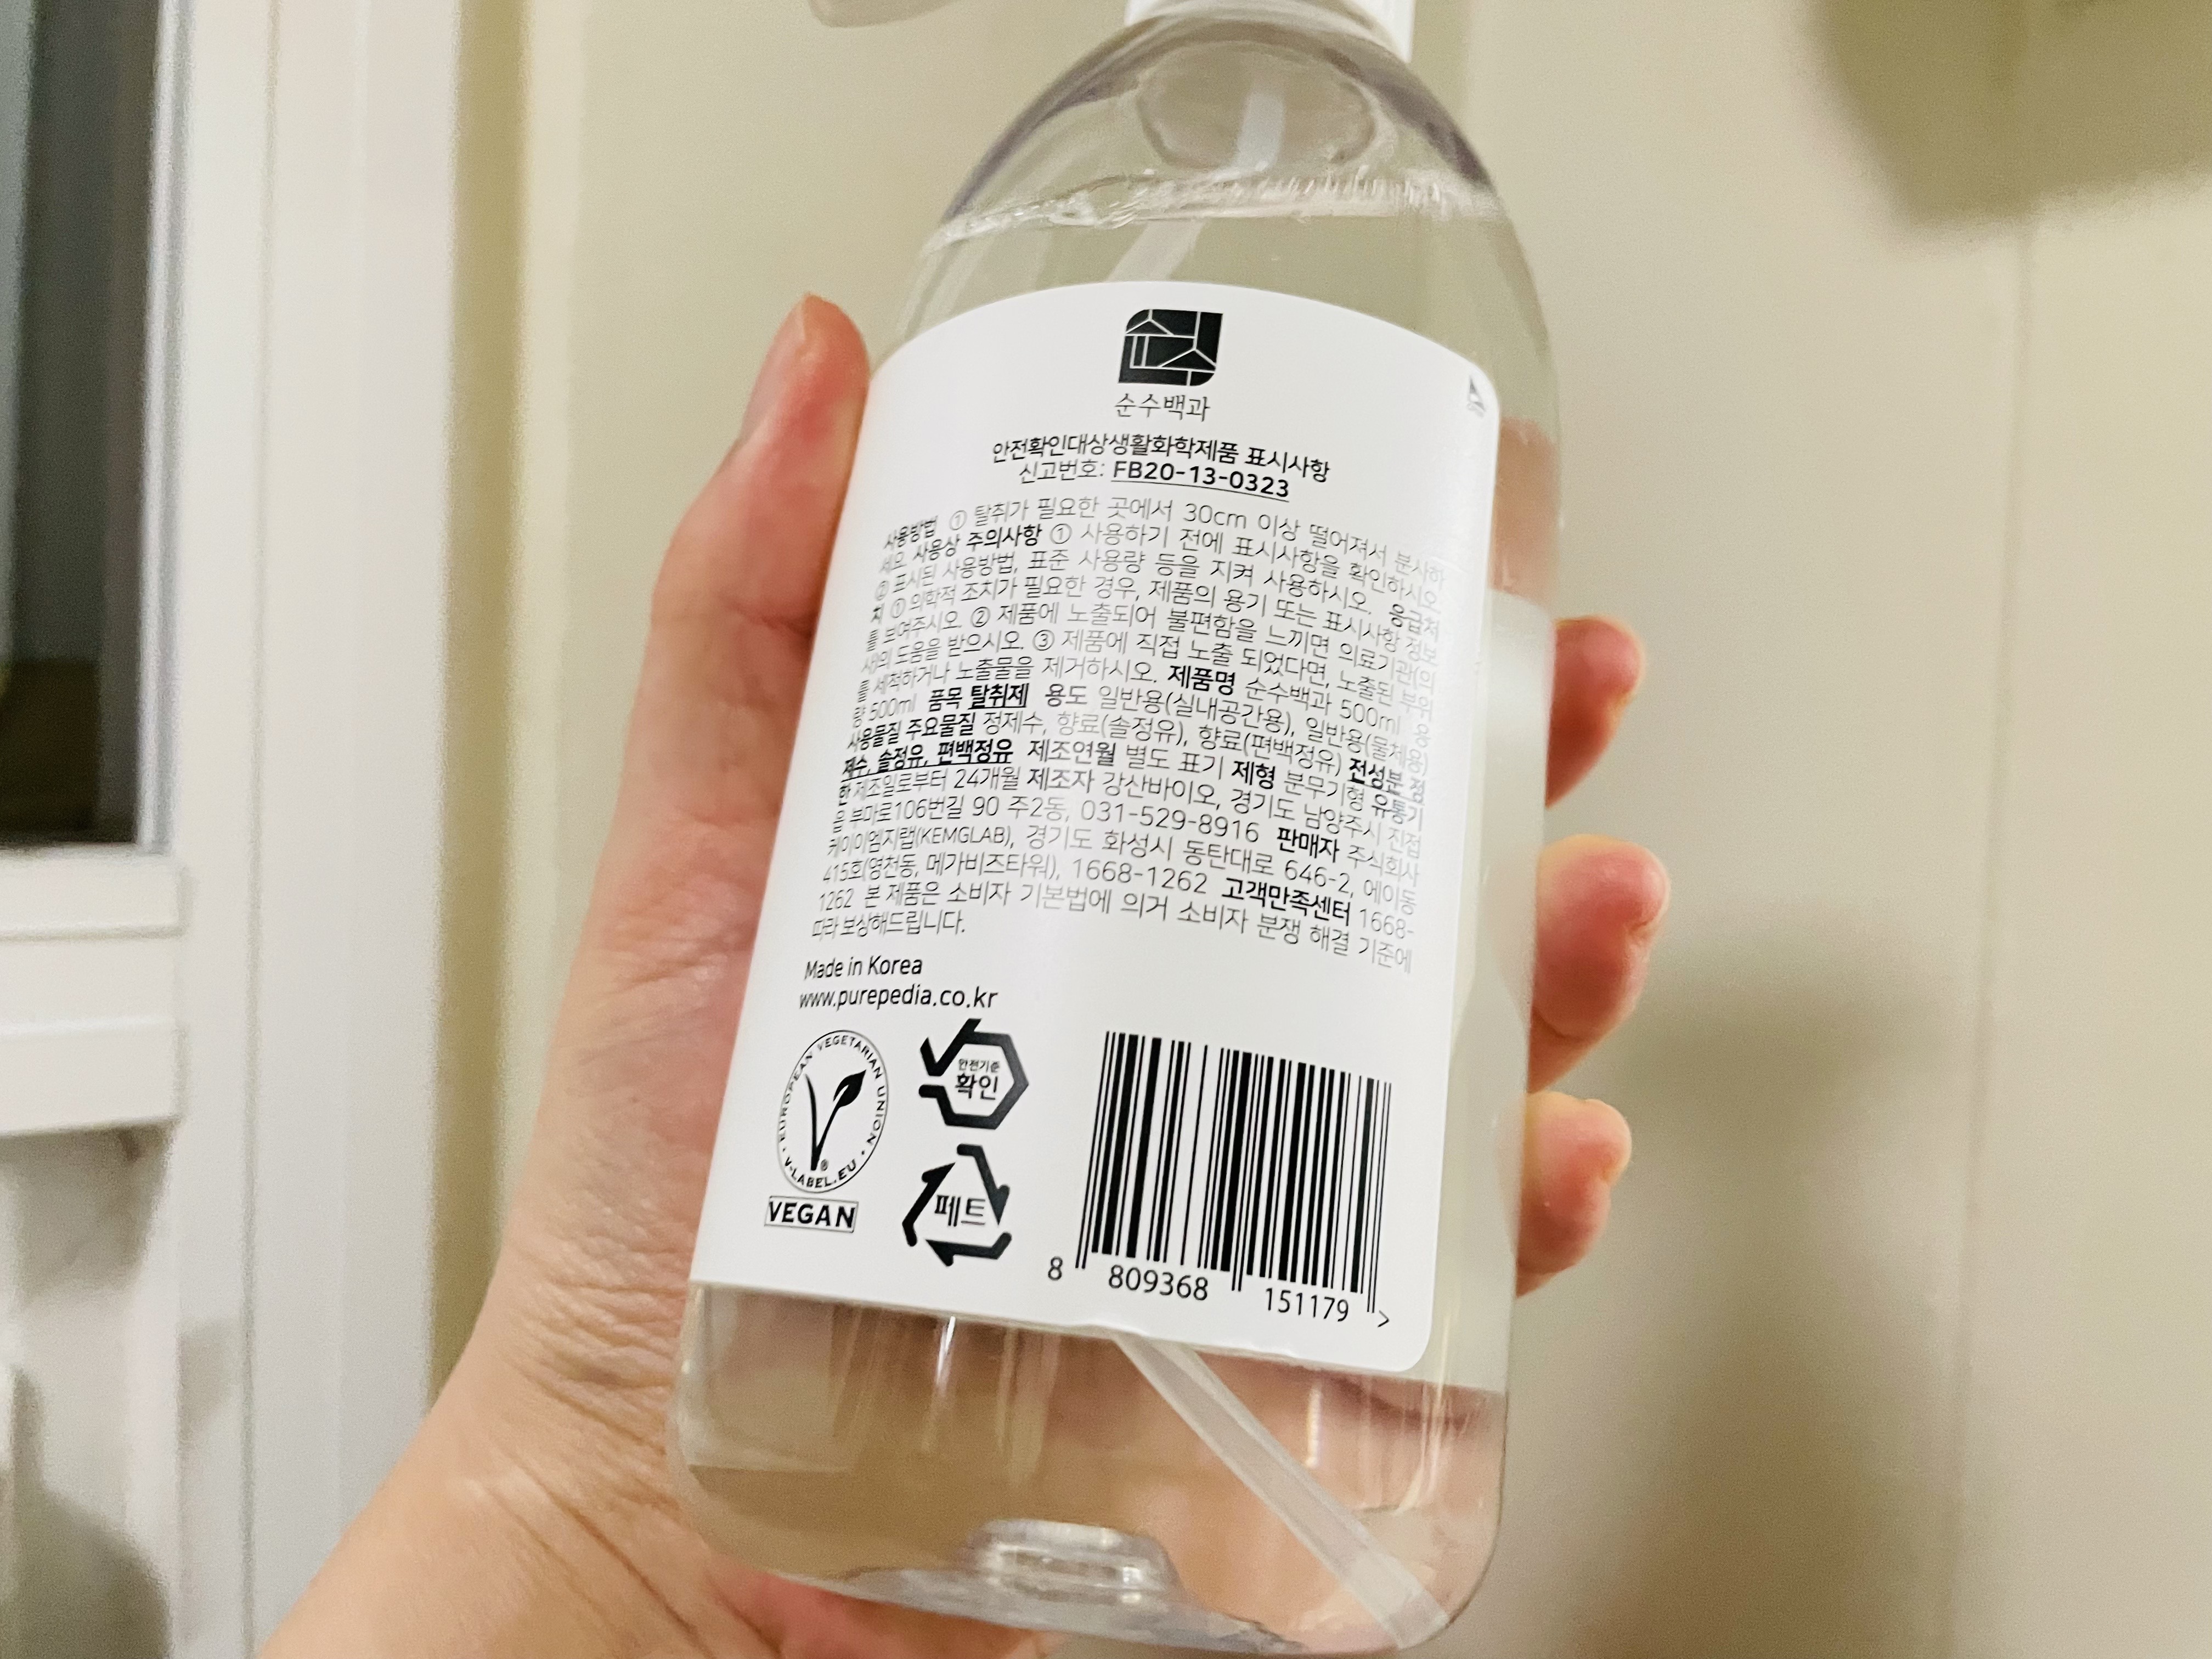 순수백과
안전확인대상생활화학제품 표시사항
신고번호: FB20-13-0323
사용방법 ① 탈취가 필요한 곳에서 30cm 이상 떨어져서 분사하
세요 사용상 주의사항 ① 사용하기 전에 표시사항을 확인하시오.
② 표시된 사용방법, 표준 사용량 등을 지켜 사용하시오. 응급처
치 ① 의학적 조치가 필요한 경우, 제품의 용기 또는 표시사항 정보
를 보여주시오. ② 제품에 노출되어 불편함을 느끼면 의료기관(의
사)의 도움을 받으시오. ③ 제품에 직접 노출 되었다면, 노출된 부위
를 세척하거나 노출물을 제거하시오. 제품명 순수백과 500ml 용
량 500ml 품목 탈취제 용도 일반용(실내공간용), 일반용(물체용)
사용물질 주요물질 정제수, 향료(솔정유), 향료(편백정유) 전성분 정
제수, 솔정유, 편백정유 제조연월 별도 표기 제형 분무기형 유통기
한 제조일로부터 24개월 제조자 강산바이오, 경기도 남양주시 진접
읍 부마로106번길 90 주2동, 031-529-8916 판매자 주식회사
케이이엠지랩(KEMGLAB), 경기도 화성시 동탄대로 646-2, 에이동
415호(영천동, 메가비즈타워), 1668-1262 고객만족센터 1668-
1262 본 제품은 소비자 기본법에 의거 소비자 분쟁 해결 기준에
따라 보상해드립니다.
Made in Korea
www.purepedia.co.kr
EUROPEAN VEGETARIAN UNION
V-LABEL.EU
VEGAN
안전기준
확인
페트
8 809368 151179 >